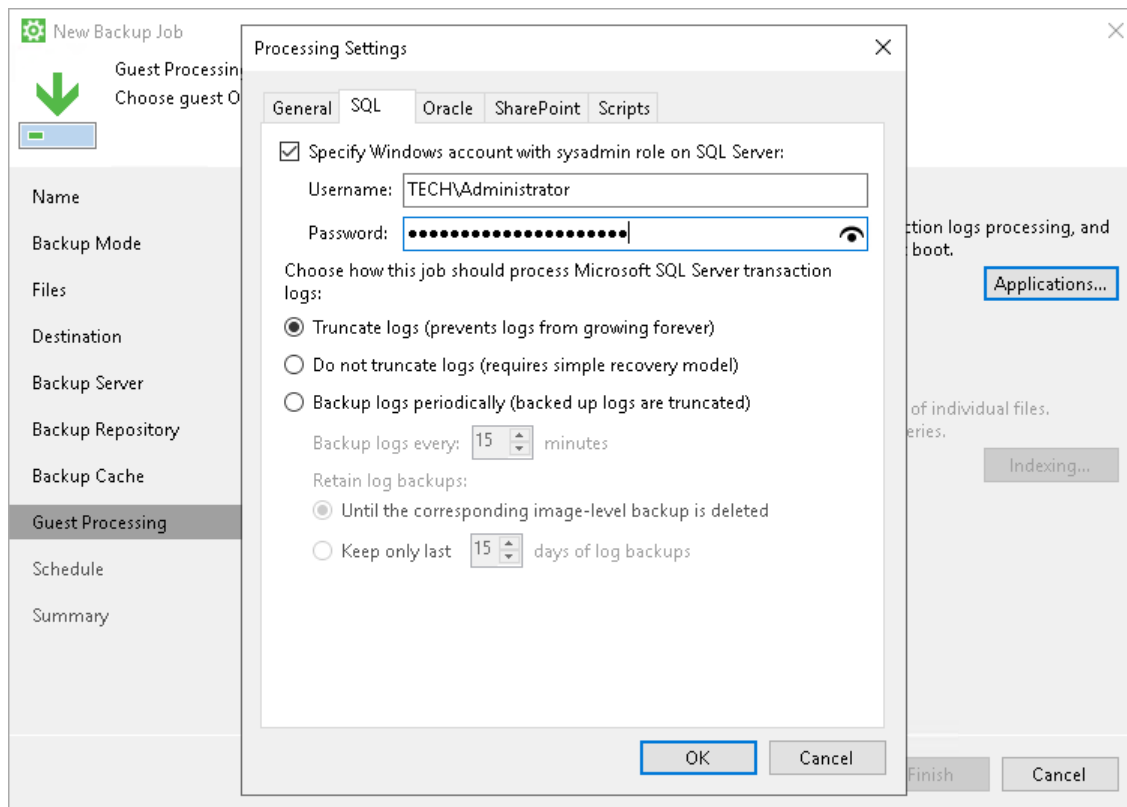 New Backup Job
Guest Processing
Choose guest O
Name
Backup Mode
Files
Destination
Backup Server
Backup Repository
Backup Cache
Guest Processing
Schedule
Summary
Processing Settings
General
SQL
Oracle
SharePoint
Scripts
Specify Windows account with sysadmin role on SQL Server:
Username: TECH\Administrator
Password: •••••••••••••••••••••
Choose how this job should process Microsoft SQL Server transaction
logs:
Truncate logs (prevents logs from growing forever)
Do not truncate logs (requires simple recovery model)
Backup logs periodically (backed up logs are truncated)
Backup logs every: 15 minutes
Retain log backups:
Until the corresponding image-level backup is deleted
Keep only last 15 days of log backups
OK
Cancel
ction logs processing, and
boot.
Applications...
of individual files.
eries.
Indexing...
Finish
Cancel